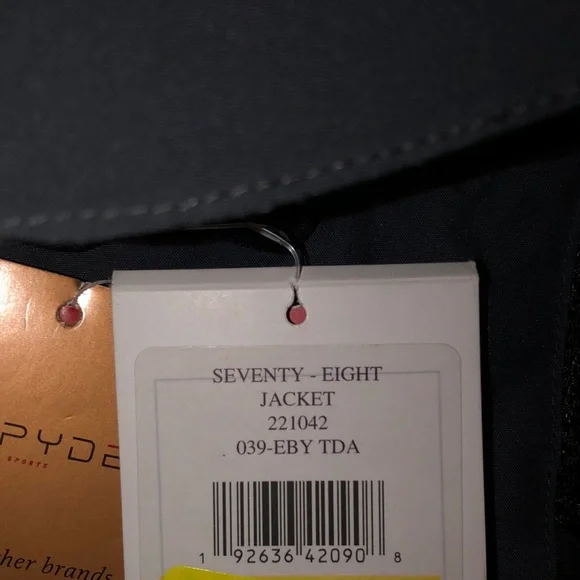 SEVENTY - EIGHT
JACKET
221042
039-EBY TDA
1 92636 42090 8
PYDE
SPORTS
her brands